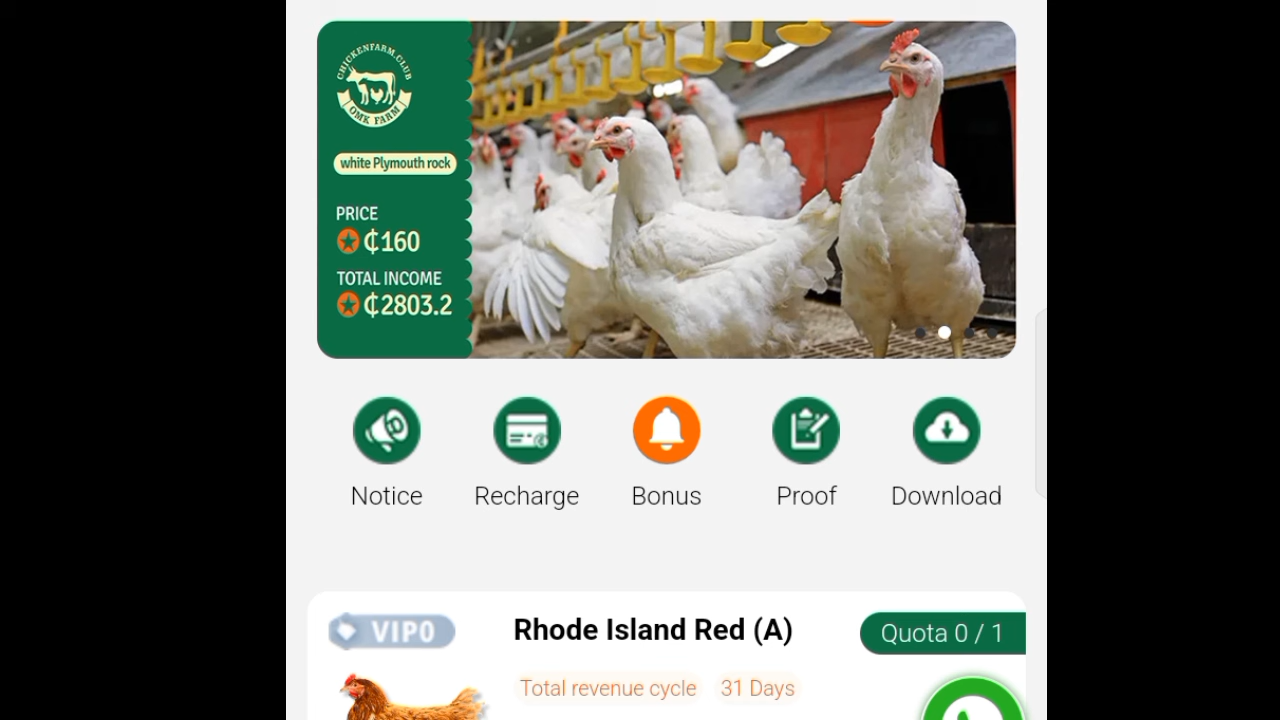 CHICKENFARM.CLUB
OMK FARM
white Plymouth rock
PRICE
₵160
TOTAL INCOME
₵2803.2
Notice
Recharge
Bonus
Proof
Download
VIP0
Rhode Island Red (A)
Quota 0 / 1
Total revenue cycle
31 Days